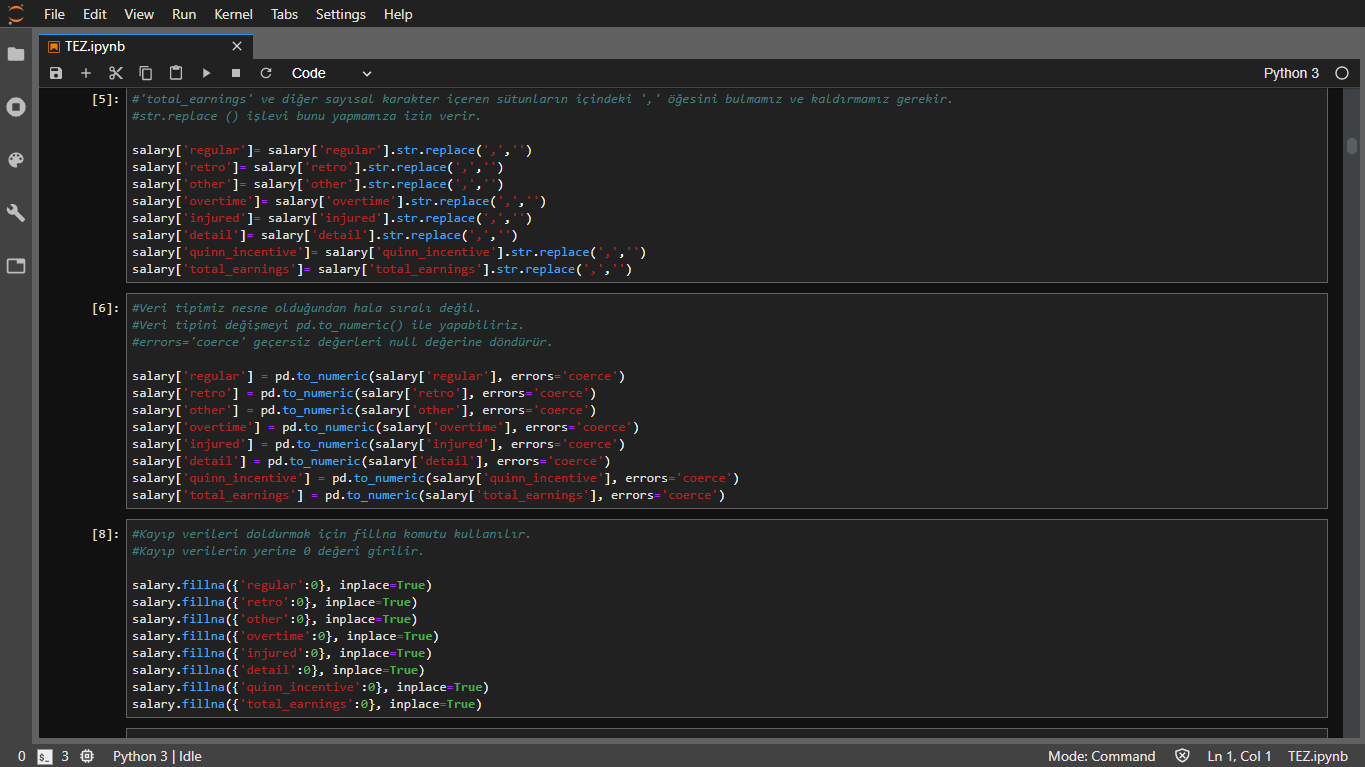 File Edit View Run Kernel Tabs Settings Help
TEZ.ipynb
Code
Python 3
[5]: #'total_earnings' ve diğer sayısal karakter içeren sütunların içindeki ',' öğesini bulmamız ve kaldırmamız gerekir.
#str.replace () işlevi bunu yapmamıza izin verir.
salary['regular']= salary['regular'].str.replace(',','')
salary['retro']= salary['retro'].str.replace(',','')
salary['other']= salary['other'].str.replace(',','')
salary['overtime']= salary['overtime'].str.replace(',','')
salary['injured']= salary['injured'].str.replace(',','')
salary['detail']= salary['detail'].str.replace(',','')
salary['quinn_incentive']= salary['quinn_incentive'].str.replace(',','')
salary['total_earnings']= salary['total_earnings'].str.replace(',','')
[6]: #Veri tipimiz nesne olduğundan hala sıralı değil.
#Veri tipini değişmeyi pd.to_numeric() ile yapabiliriz.
#errors='coerce' geçersiz değerleri null değerine döndürür.
salary['regular'] = pd.to_numeric(salary['regular'], errors='coerce')
salary['retro'] = pd.to_numeric(salary['retro'], errors='coerce')
salary['other'] = pd.to_numeric(salary['other'], errors='coerce')
salary['overtime'] = pd.to_numeric(salary['overtime'], errors='coerce')
salary['injured'] = pd.to_numeric(salary['injured'], errors='coerce')
salary['detail'] = pd.to_numeric(salary['detail'], errors='coerce')
salary['quinn_incentive'] = pd.to_numeric(salary['quinn_incentive'], errors='coerce')
salary['total_earnings'] = pd.to_numeric(salary['total_earnings'], errors='coerce')
[8]: #Kayıp verileri doldurmak için fillna komutu kullanılır.
#Kayıp verilerin yerine 0 değeri girilir.
salary.fillna({'regular':0}, inplace=True)
salary.fillna({'retro':0}, inplace=True)
salary.fillna({'other':0}, inplace=True)
salary.fillna({'overtime':0}, inplace=True)
salary.fillna({'injured':0}, inplace=True)
salary.fillna({'detail':0}, inplace=True)
salary.fillna({'quinn_incentive':0}, inplace=True)
salary.fillna({'total_earnings':0}, inplace=True)
0 $_ 3 Python 3 | Idle Mode: Command Ln 1, Col 1 TEZ.ipynb